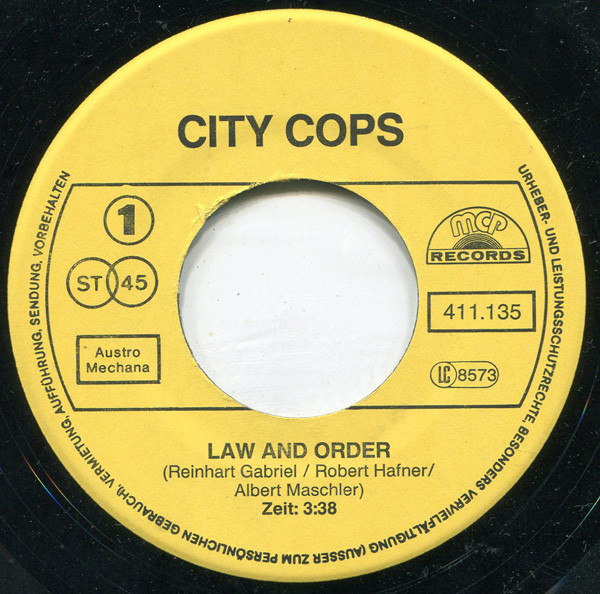 CITY COPS
1
ST 45
Austro
Mechana
mcp
RECORDS
411.135
LC 8573
LAW AND ORDER
(Reinhart Gabriel / Robert Hafner/
Albert Maschler)
Zeit: 3:38
URHEBER- UND LEISTUNGSSCHUTZRECHTE, BESONDERS VERVIELFÄLTIGUNG (AUSSER ZUM PERSÖNLICHEN GEBRAUCH), VERMIETUNG, AUFFÜHRUNG, SENDUNG, VORBEHALTEN